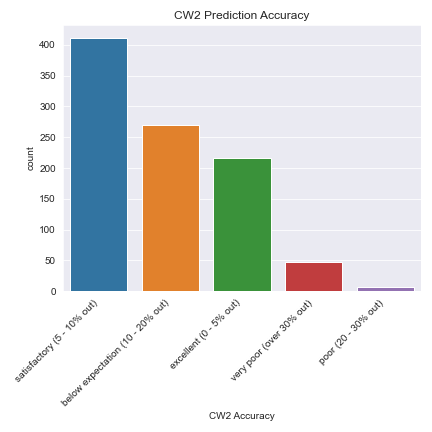 CW2 Prediction Accuracy
count
400
350
300
250
200
150
100
50
0
satisfactory (5 - 10% out)
below expectation (10 - 20% out)
excellent (0 - 5% out)
very poor (over 30% out)
poor (20 - 30% out)
CW2 Accuracy